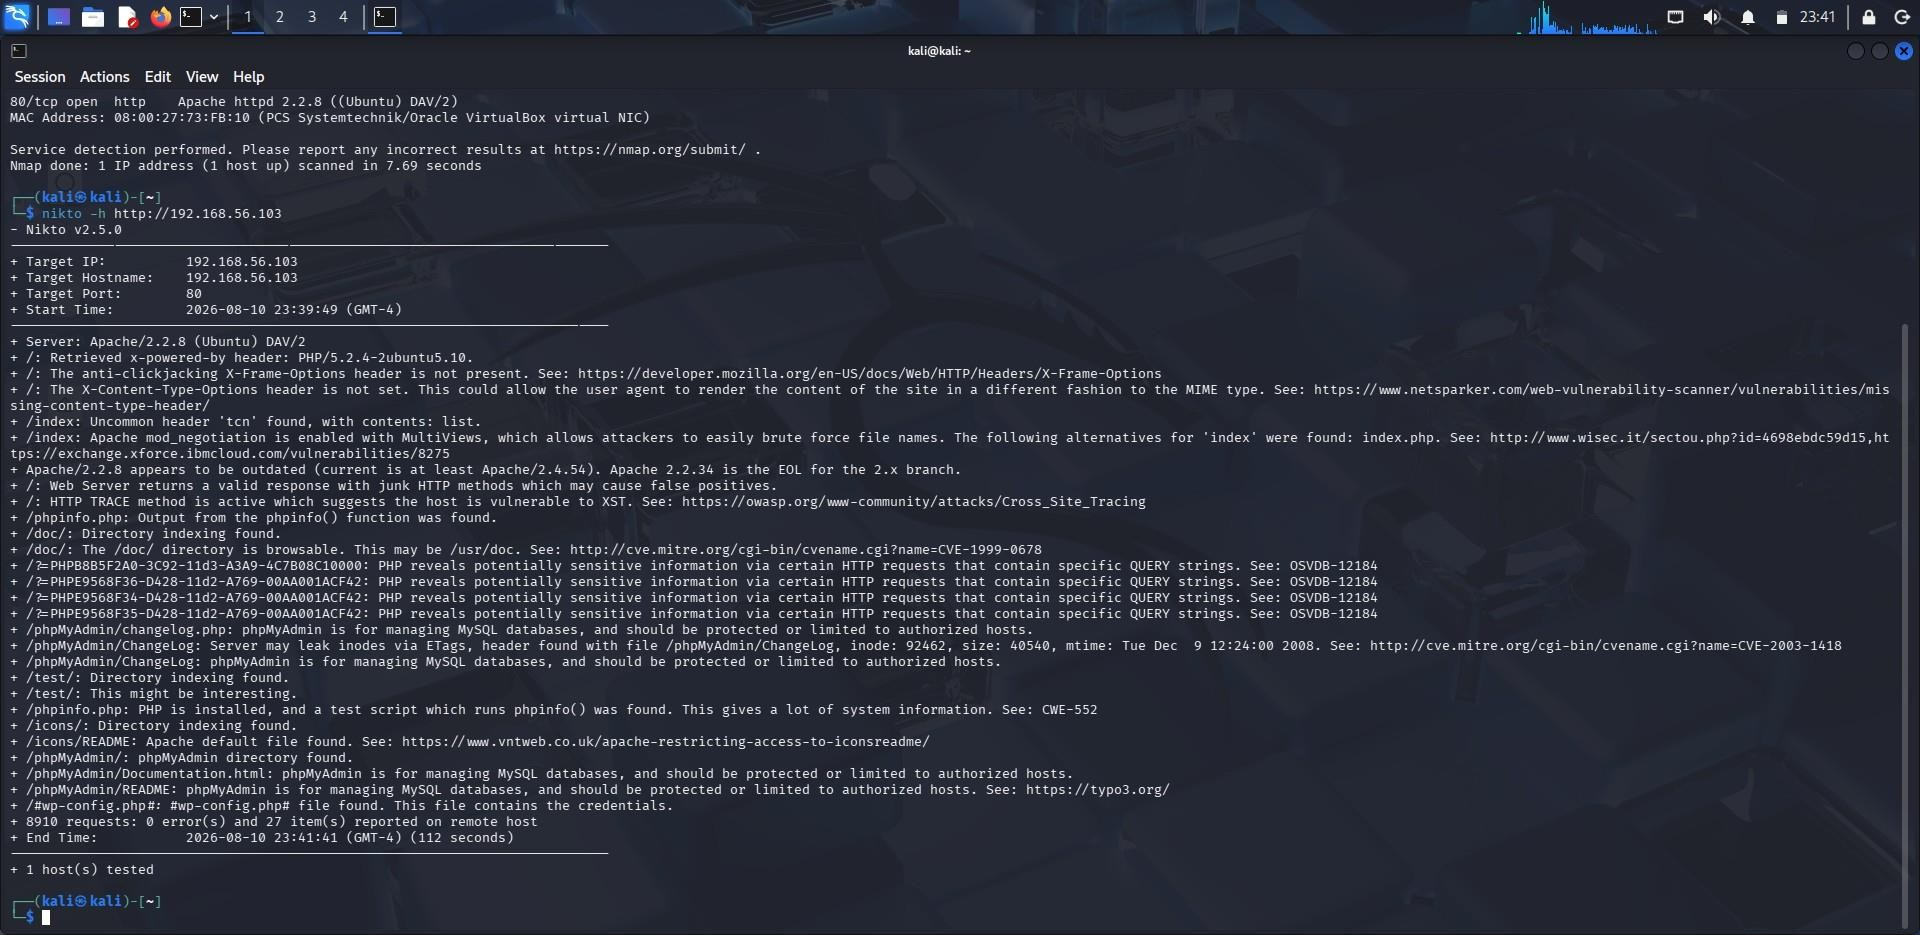 1 2 3 4 23:41
kali@kali: ~
Session Actions Edit View Help
80/tcp open  http    Apache httpd 2.2.8 ((Ubuntu) DAV/2)
MAC Address: 08:00:27:73:FB:10 (PCS Systemtechnik/Oracle VirtualBox virtual NIC)
Service detection performed. Please report any incorrect results at https://nmap.org/submit/ .
Nmap done: 1 IP address (1 host up) scanned in 7.69 seconds
┌──(kali㉿kali)-[~]
└─$ nikto -h http://192.168.56.103
- Nikto v2.5.0
+ Target IP:          192.168.56.103
+ Target Hostname:    192.168.56.103
+ Target Port:        80
+ Start Time:         2026-08-10 23:39:49 (GMT-4)
+ Server: Apache/2.2.8 (Ubuntu) DAV/2
+ /: Retrieved x-powered-by header: PHP/5.2.4-2ubuntu5.10.
+ /: The anti-clickjacking X-Frame-Options header is not present. See: https://developer.mozilla.org/en-US/docs/Web/HTTP/Headers/X-Frame-Options
+ /: The X-Content-Type-Options header is not set. This could allow the user agent to render the content of the site in a different fashion to the MIME type. See: https://www.netsparker.com/web-vulnerability-scanner/vulnerabilities/mis
sing-content-type-header/
+ /index: Uncommon header 'tcn' found, with contents: list.
+ /index: Apache mod_negotiation is enabled with MultiViews, which allows attackers to easily brute force file names. The following alternatives for 'index' were found: index.php. See: http://www.wisec.it/sectou.php?id=4698ebdc59d15,ht
tps://exchange.xforce.ibmcloud.com/vulnerabilities/8275
+ Apache/2.2.8 appears to be outdated (current is at least Apache/2.4.54). Apache 2.2.34 is the EOL for the 2.x branch.
+ /: Web Server returns a valid response with junk HTTP methods which may cause false positives.
+ /: HTTP TRACE method is active which suggests the host is vulnerable to XST. See: https://owasp.org/www-community/attacks/Cross_Site_Tracing
+ /phpinfo.php: Output from the phpinfo() function was found.
+ /doc/: Directory indexing found.
+ /doc/: The /doc/ directory is browsable. This may be /usr/doc. See: http://cve.mitre.org/cgi-bin/cvename.cgi?name=CVE-1999-0678
+ /?=PHPB8B5F2A0-3C92-11d3-A3A9-4C7B08C10000: PHP reveals potentially sensitive information via certain HTTP requests that contain specific QUERY strings. See: OSVDB-12184
+ /?=PHPE9568F36-D428-11d2-A769-00AA001ACF42: PHP reveals potentially sensitive information via certain HTTP requests that contain specific QUERY strings. See: OSVDB-12184
+ /?=PHPE9568F34-D428-11d2-A769-00AA001ACF42: PHP reveals potentially sensitive information via certain HTTP requests that contain specific QUERY strings. See: OSVDB-12184
+ /?=PHPE9568F35-D428-11d2-A769-00AA001ACF42: PHP reveals potentially sensitive information via certain HTTP requests that contain specific QUERY strings. See: OSVDB-12184
+ /phpMyAdmin/changelog.php: phpMyAdmin is for managing MySQL databases, and should be protected or limited to authorized hosts.
+ /phpMyAdmin/ChangeLog: Server may leak inodes via ETags, header found with file /phpMyAdmin/ChangeLog, inode: 92462, size: 40540, mtime: Tue Dec  9 12:24:00 2008. See: http://cve.mitre.org/cgi-bin/cvename.cgi?name=CVE-2003-1418
+ /phpMyAdmin/ChangeLog: phpMyAdmin is for managing MySQL databases, and should be protected or limited to authorized hosts.
+ /test/: Directory indexing found.
+ /test/: This might be interesting.
+ /phpinfo.php: PHP is installed, and a test script which runs phpinfo() was found. This gives a lot of system information. See: CWE-552
+ /icons/: Directory indexing found.
+ /icons/README: Apache default file found. See: https://www.vntweb.co.uk/apache-restricting-access-to-iconsreadme/
+ /phpMyAdmin/: phpMyAdmin directory found.
+ /phpMyAdmin/Documentation.html: phpMyAdmin is for managing MySQL databases, and should be protected or limited to authorized hosts.
+ /phpMyAdmin/README: phpMyAdmin is for managing MySQL databases, and should be protected or limited to authorized hosts. See: https://typo3.org/
+ /#wp-config.php#: #wp-config.php# file found. This file contains the credentials.
+ 8910 requests: 0 error(s) and 27 item(s) reported on remote host
+ End Time:           2026-08-10 23:41:41 (GMT-4) (112 seconds)
+ 1 host(s) tested
┌──(kali㉿kali)-[~]
└─$